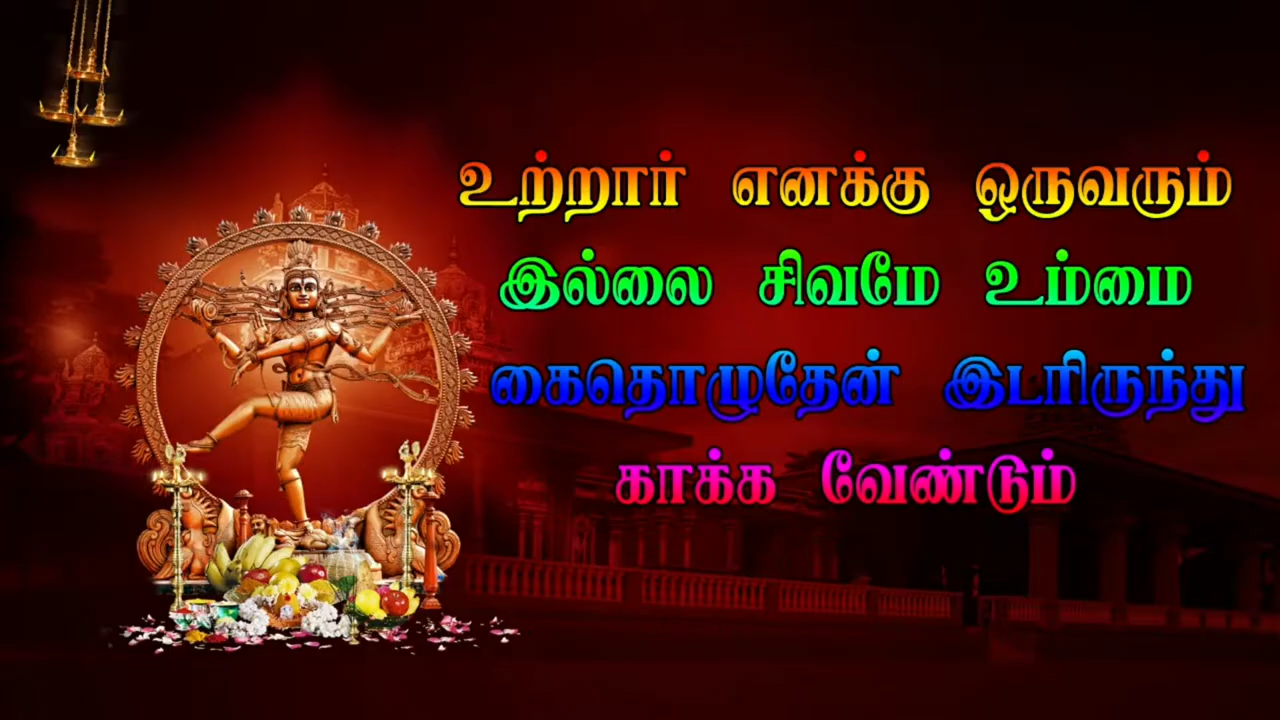 உற்றார் எனக்கு ஒருவரும்
இல்லை சிவமே உம்மை
கைதொழுதேன் இடரிருந்து
காக்க வேண்டும்